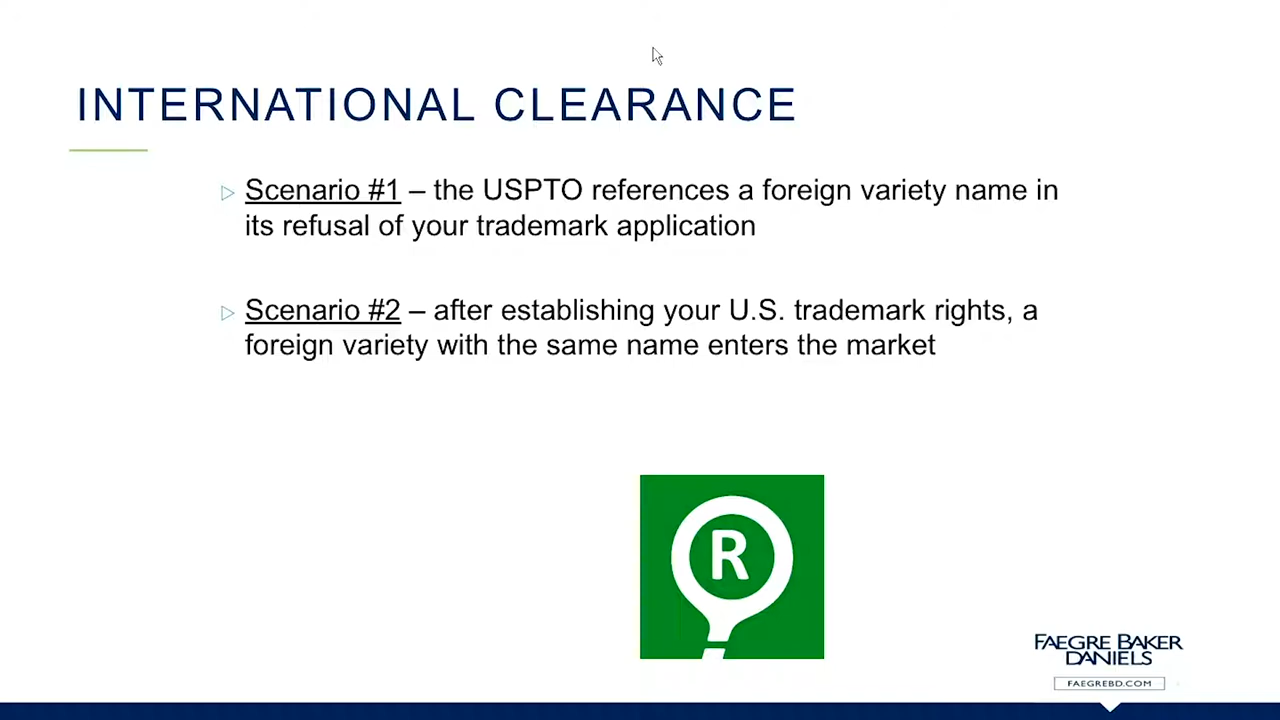 INTERNATIONAL CLEARANCE
Scenario #1 – the USPTO references a foreign variety name in
its refusal of your trademark application
Scenario #2 – after establishing your U.S. trademark rights, a
foreign variety with the same name enters the market
R
FAEGRE BAKER
DANIELS
FAEGREBD.COM